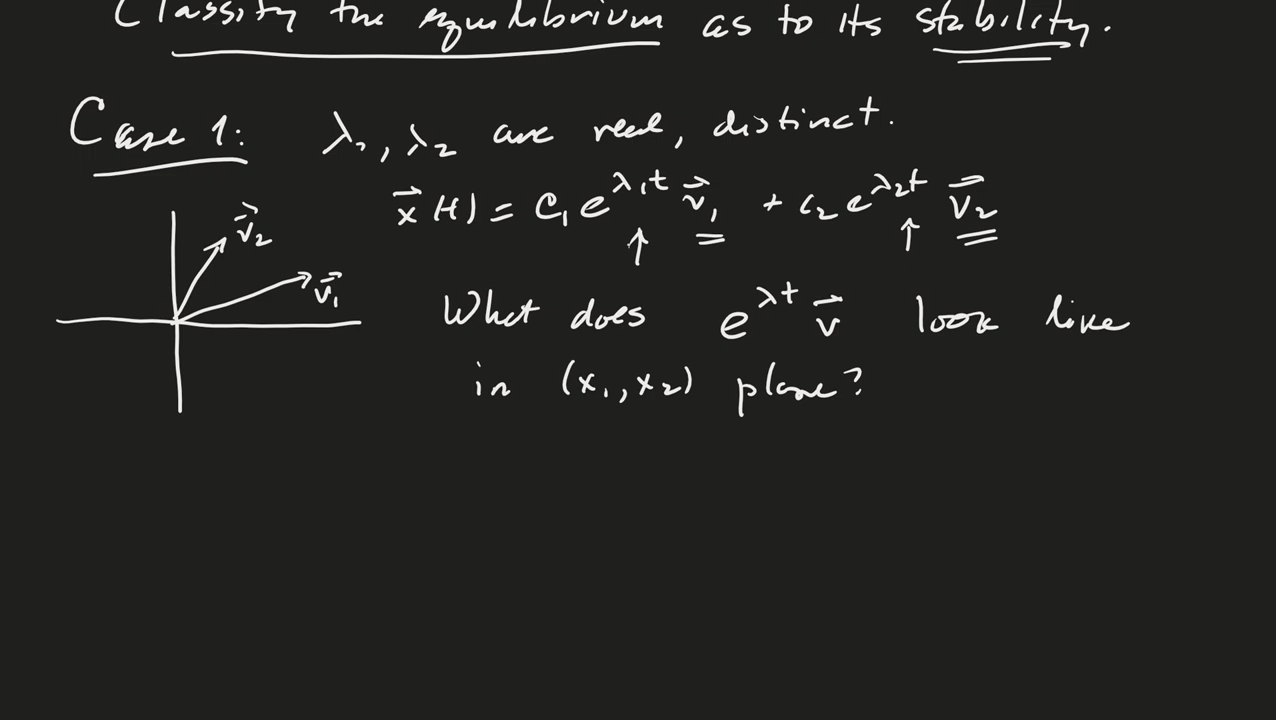 Classify the equilibrium as to its stability.
Case 1: λ₁, λ₂ are real, distinct.
x⃗(t) = C₁e^{λ₁t} v⃗₁ + C₂e^{λ₂t} v⃗₂
v⃗₂
v⃗₁
What does e^{λt} v⃗ look like
in (x₁, x₂) plane?